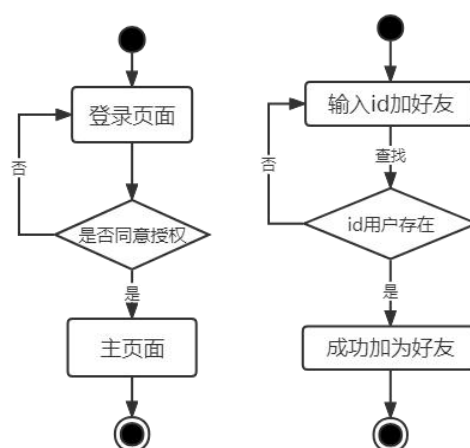 登录页面
否
是否同意授权
是
主页面
输入id加好友
查找
否
id用户存在
是
成功加为好友